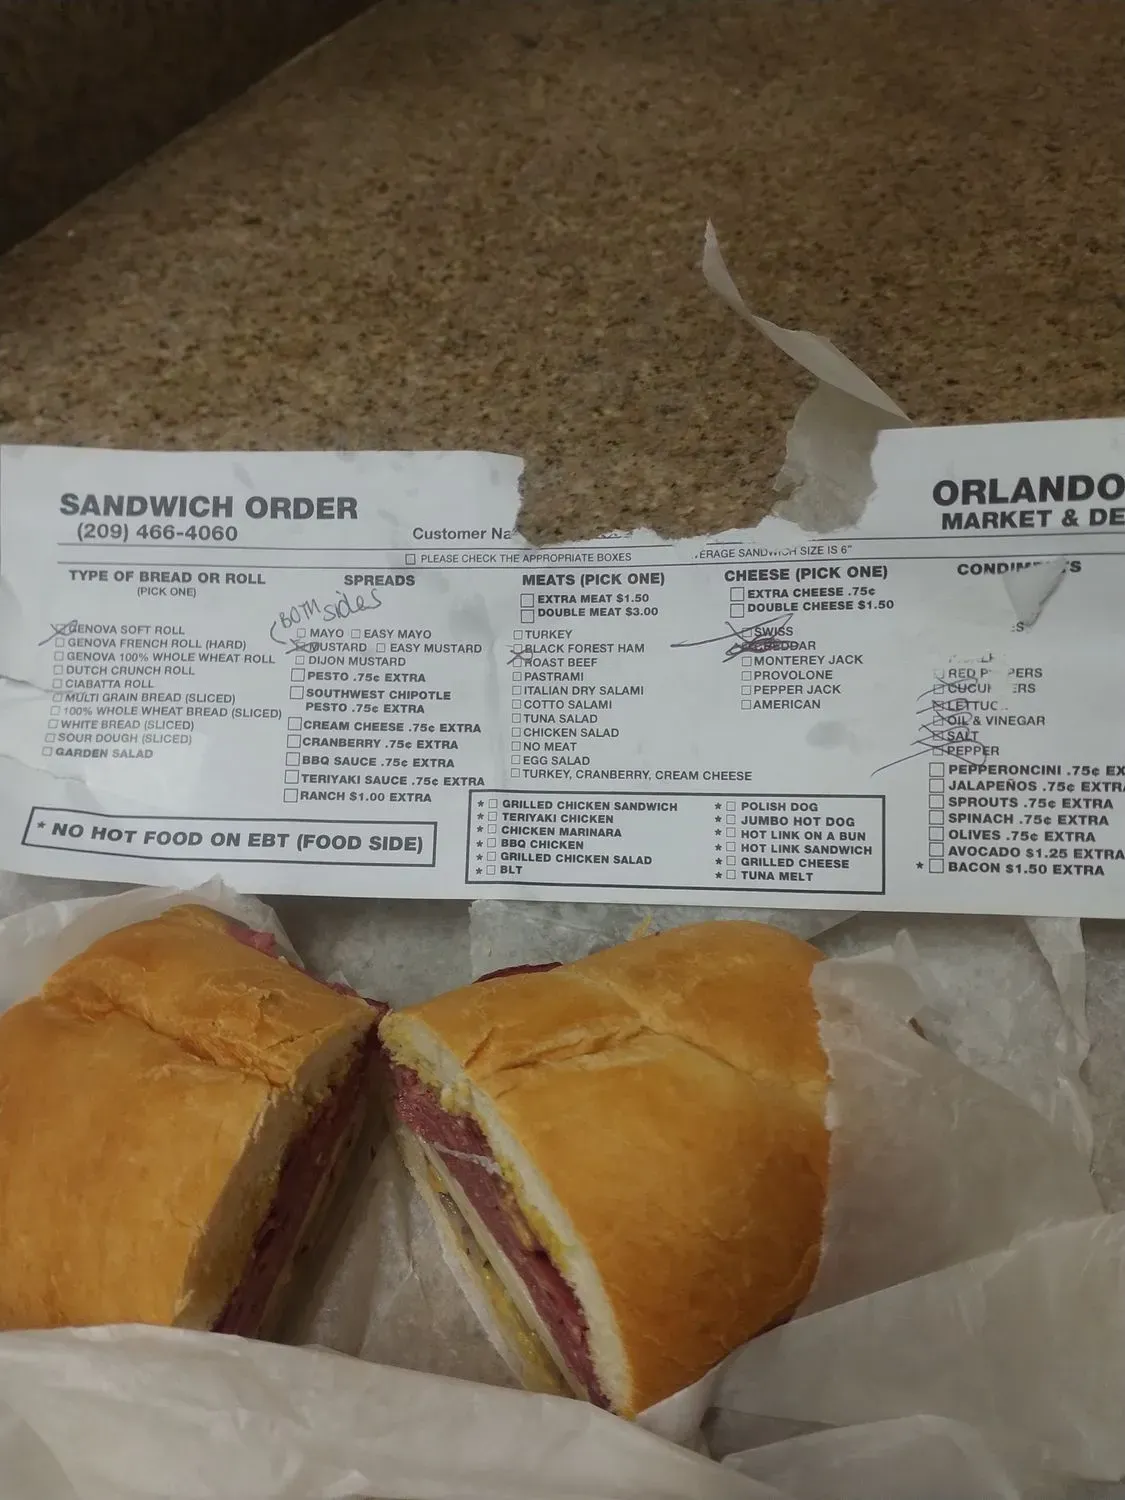 SANDWICH ORDER
(209) 466-4060
Customer Na
ORLANDO
MARKET & DE
PLEASE CHECK THE APPROPRIATE BOXES
ERAGE SANDWICH SIZE IS 6"
TYPE OF BREAD OR ROLL
(PICK ONE)
GENOVA SOFT ROLL
GENOVA FRENCH ROLL (HARD)
GENOVA 100% WHOLE WHEAT ROLL
DUTCH CRUNCH ROLL
CIABATTA ROLL
MULTI GRAIN BREAD (SLICED)
100% WHOLE WHEAT BREAD (SLICED)
WHITE BREAD (SLICED)
SOUR DOUGH (SLICED)
GARDEN SALAD
* NO HOT FOOD ON EBT (FOOD SIDE)
SPREADS
BOTH sides
MAYO EASY MAYO
MUSTARD EASY MUSTARD
DIJON MUSTARD
PESTO .75¢ EXTRA
SOUTHWEST CHIPOTLE
PESTO .75¢ EXTRA
CREAM CHEESE .75¢ EXTRA
CRANBERRY .75¢ EXTRA
BBQ SAUCE .75¢ EXTRA
TERIYAKI SAUCE .75¢ EXTRA
RANCH $1.00 EXTRA
MEATS (PICK ONE)
EXTRA MEAT $1.50
DOUBLE MEAT $3.00
TURKEY
BLACK FOREST HAM
ROAST BEEF
PASTRAMI
ITALIAN DRY SALAMI
COTTO SALAMI
TUNA SALAD
CHICKEN SALAD
NO MEAT
EGG SALAD
TURKEY, CRANBERRY, CREAM CHEESE
CHEESE (PICK ONE)
EXTRA CHEESE .75¢
DOUBLE CHEESE $1.50
SWISS
CHEDDAR
MONTEREY JACK
PROVOLONE
PEPPER JACK
AMERICAN
* GRILLED CHICKEN SANDWICH
* TERIYAKI CHICKEN
* CHICKEN MARINARA
* BBQ CHICKEN
* GRILLED CHICKEN SALAD
* BLT
* POLISH DOG
* JUMBO HOT DOG
* HOT LINK ON A BUN
* HOT LINK SANDWICH
* GRILLED CHEESE
* TUNA MELT
CONDIM S
:S
RED P PERS
CUCU ERS
LETTUC
OIL & VINEGAR
SALT
PEPPER
PEPPERONCINI .75¢ EX
JALAPEÑOS .75¢ EXTRA
SPROUTS .75¢ EXTRA
SPINACH .75¢ EXTRA
OLIVES .75¢ EXTRA
AVOCADO $1.25 EXTRA
* BACON $1.50 EXTRA